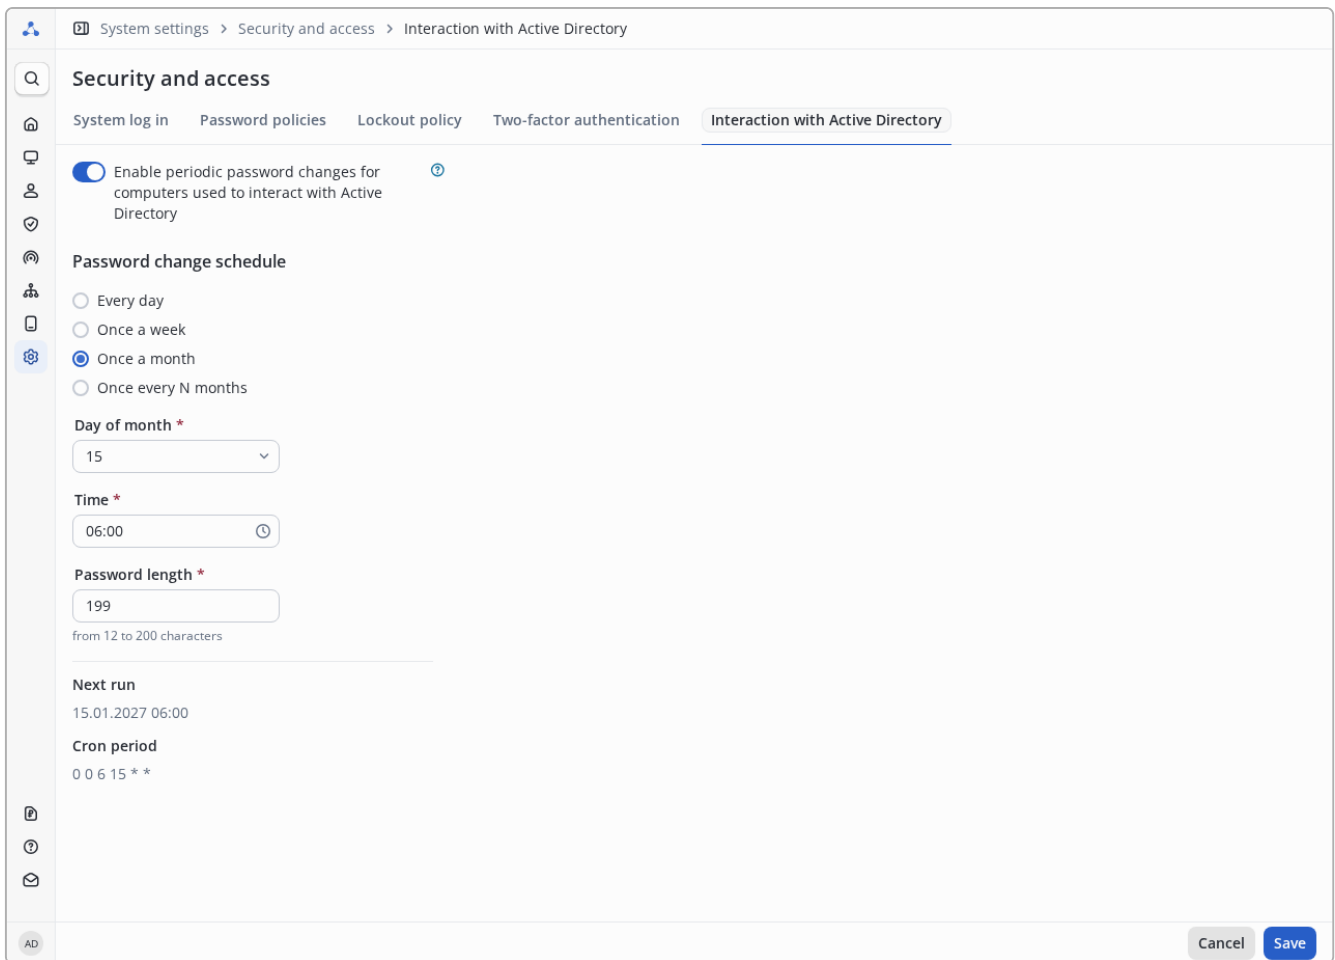 System settings > Security and access > Interaction with Active Directory
Security and access
System log in Password policies Lockout policy Two-factor authentication Interaction with Active Directory
Enable periodic password changes for
computers used to interact with Active
Directory
Password change schedule
Every day
Once a week
Once a month
Once every N months
Day of month *
15
Time *
06:00
Password length *
199
from 12 to 200 characters
Next run
15.01.2027 06:00
Cron period
0 0 6 15 * *
AD
Cancel Save